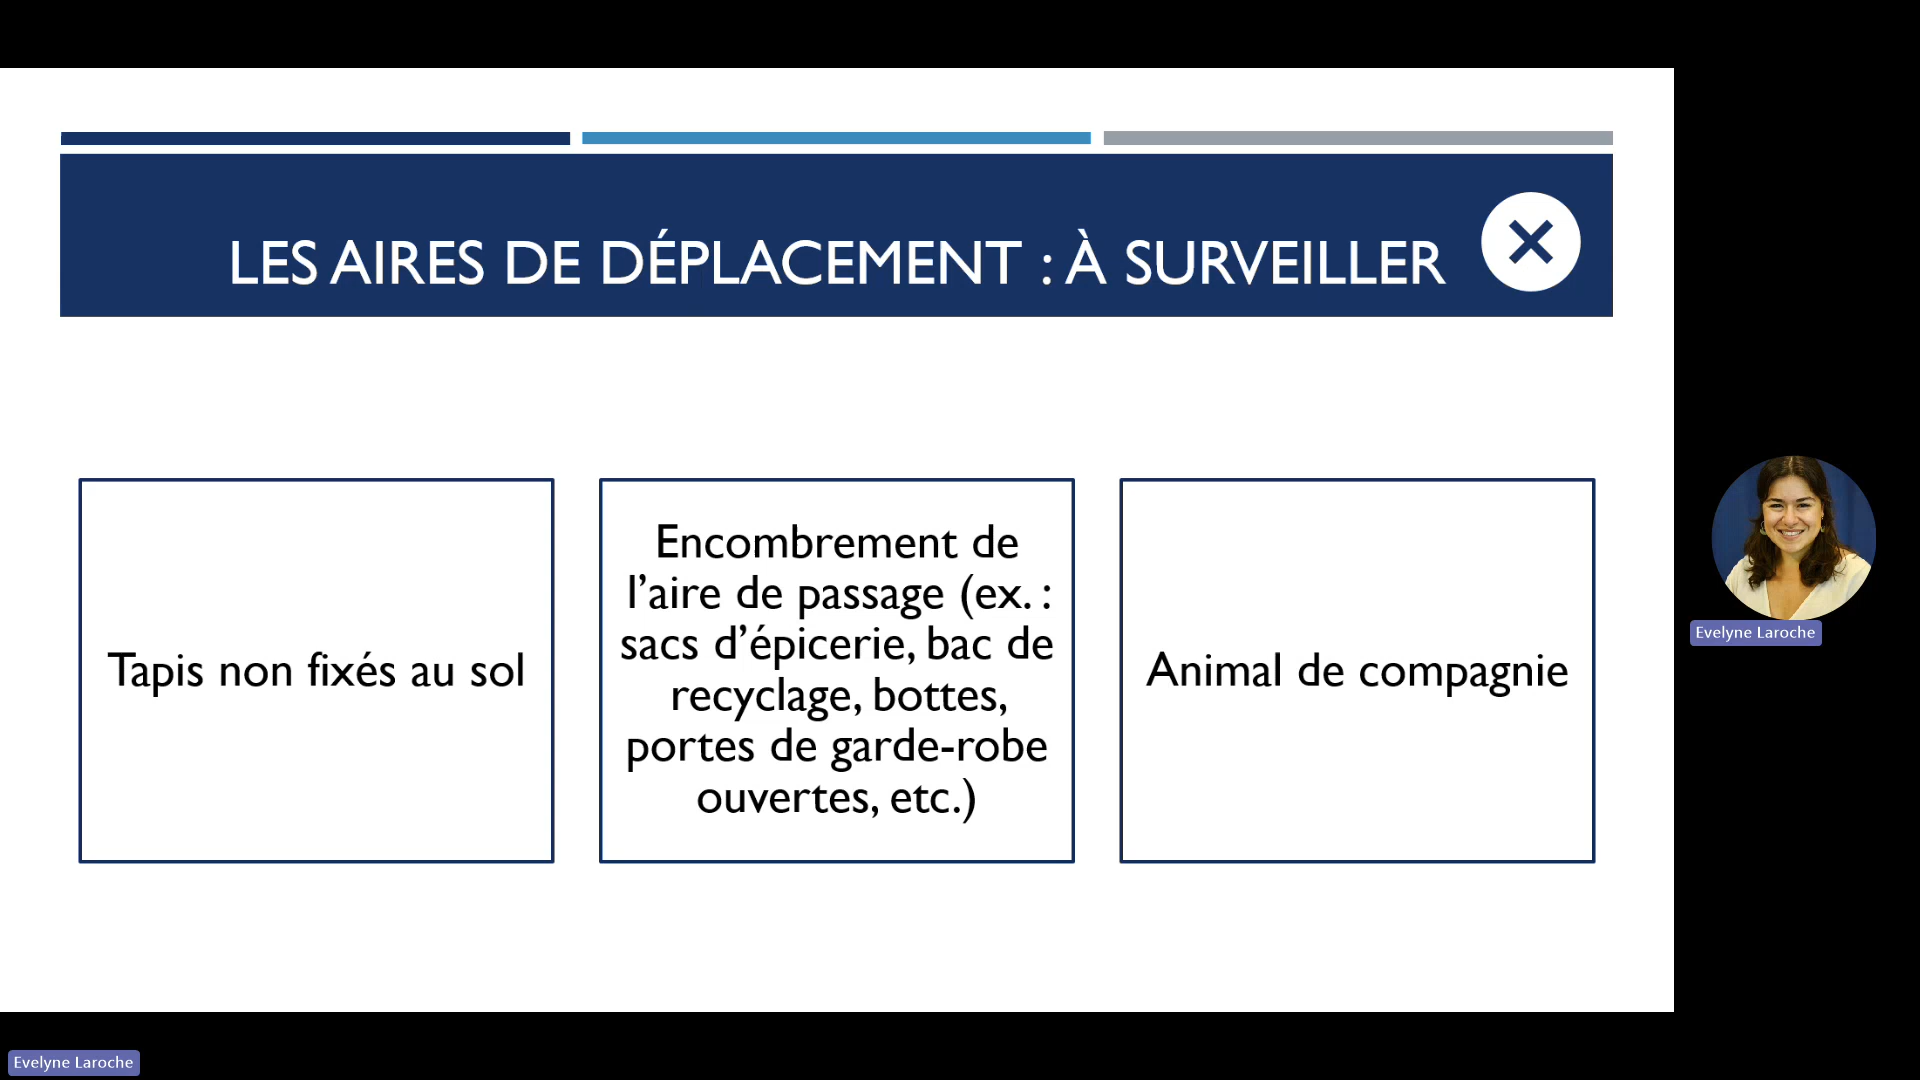 LES AIRES DE DÉPLACEMENT : À SURVEILLER
Tapis non fixés au sol
Encombrement de
l’aire de passage (ex. :
sacs d’épicerie, bac de
recyclage, bottes,
portes de garde-robe
ouvertes, etc.)
Animal de compagnie
Evelyne Laroche
Evelyne Laroche